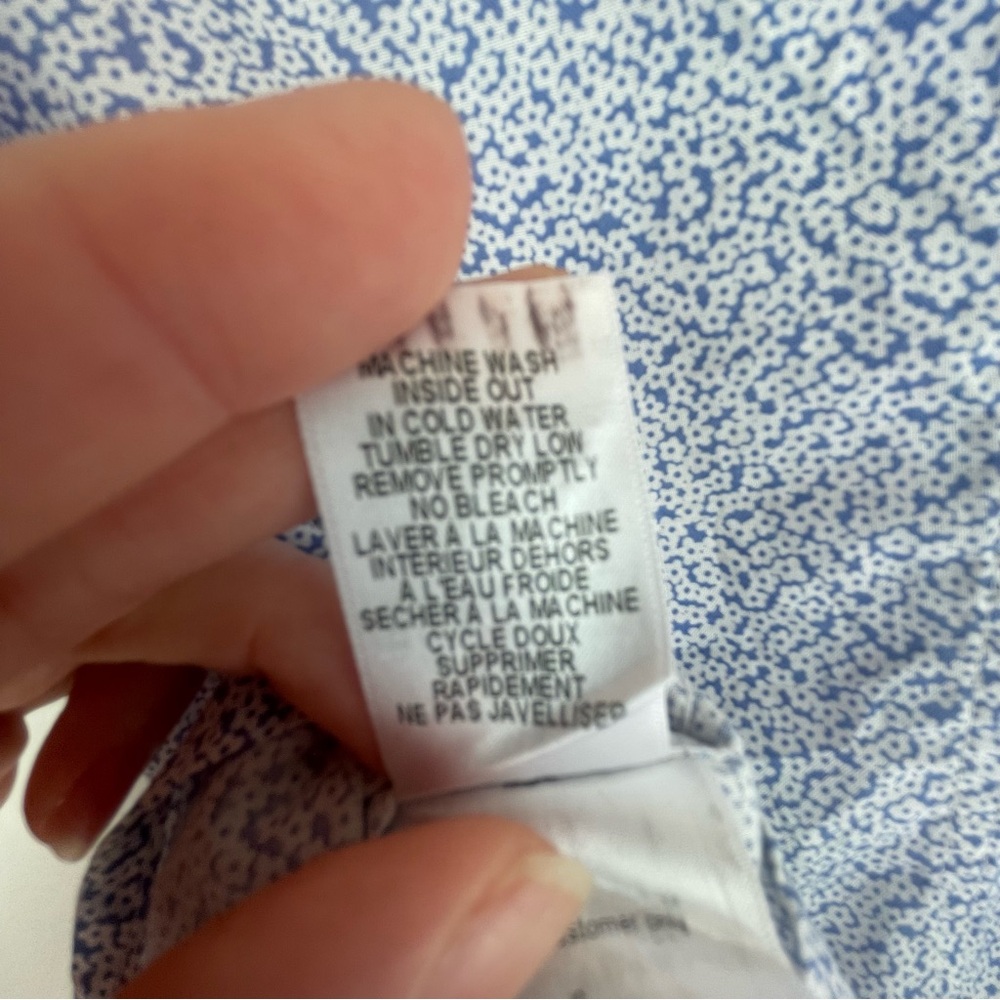 MACHINE WASH
INSIDE OUT
IN COLD WATER
TUMBLE DRY LOW
REMOVE PROMPTLY
NO BLEACH
LAVER A LA MACHINE
INTERIEUR DEHORS
A L'EAU FROIDE
SECHER A LA MACHINE
CYCLE DOUX
SUPPRIMER
RAPIDEMENT
NE PAS JAVELLISER